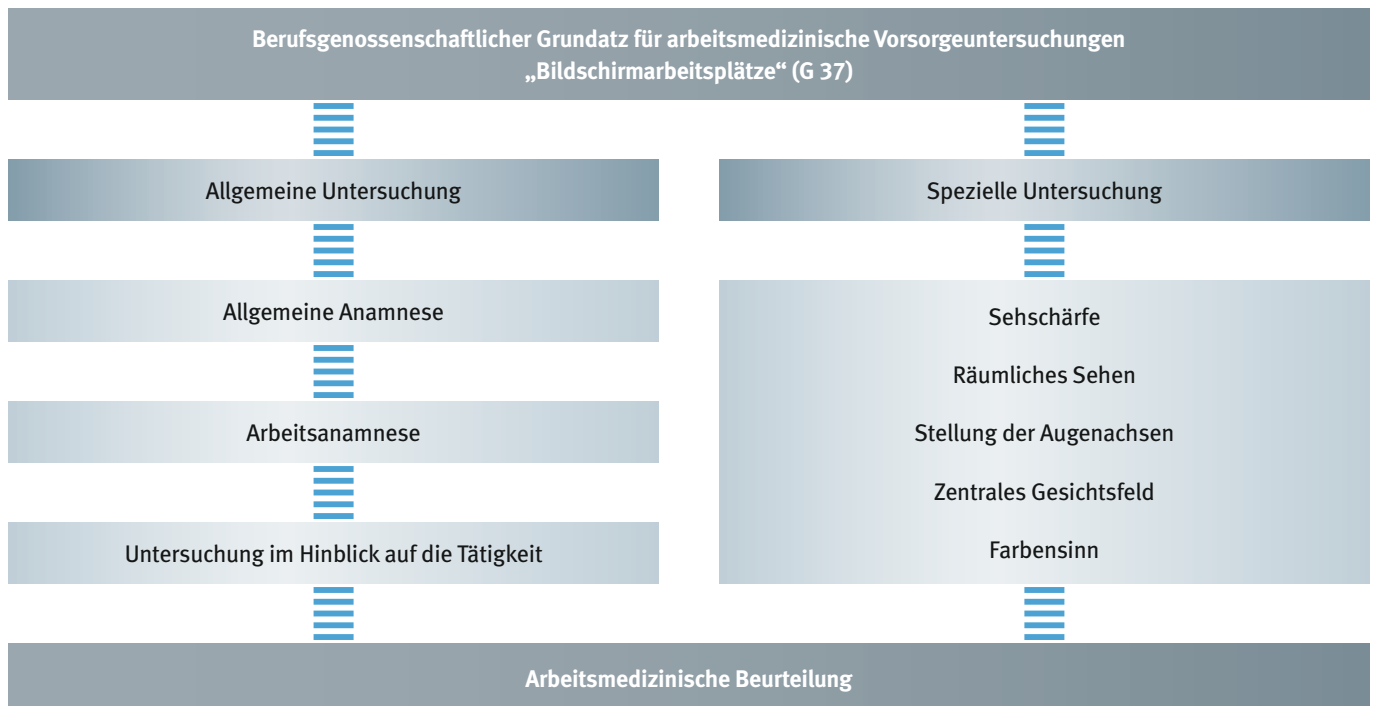 Berufsgenossenschaftlicher Grundatz für arbeitsmedizinische Vorsorgeuntersuchungen
„Bildschirmarbeitsplätze“ (G 37)
Allgemeine Untersuchung
Allgemeine Anamnese
Arbeitsanamnese
Untersuchung im Hinblick auf die Tätigkeit
Spezielle Untersuchung
Sehschärfe
Räumliches Sehen
Stellung der Augenachsen
Zentrales Gesichtsfeld
Farbensinn
Arbeitsmedizinische Beurteilung